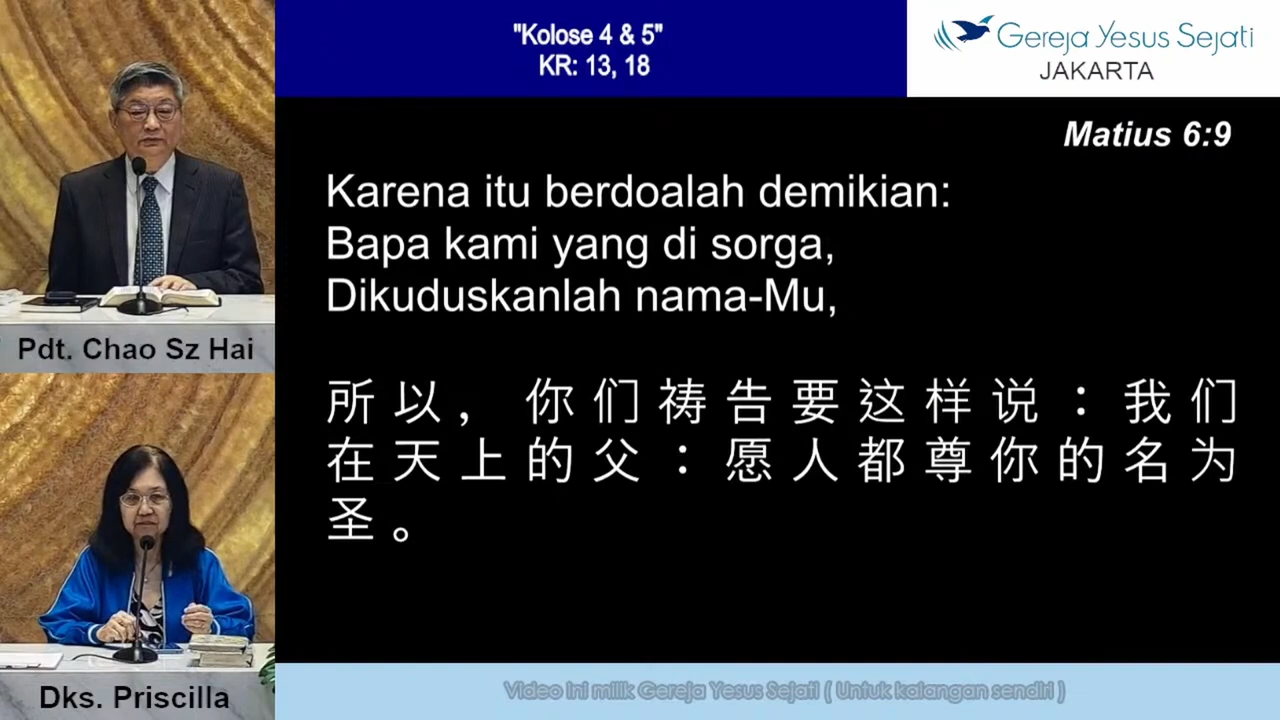 "Kolose 4 & 5"
KR: 13, 18
Gereja Yesus Sejati
JAKARTA
Matius 6:9
Karena itu berdoalah demikian:
Bapa kami yang di sorga,
Dikuduskanlah nama-Mu,
所以，你们祷告要这样说：我们
在天上的父：愿人都尊你的名为
圣。
Pdt. Chao Sz Hai
Dks. Priscilla
Video ini milik Gereja Yesus Sejati ( Untuk kalangan sendiri )